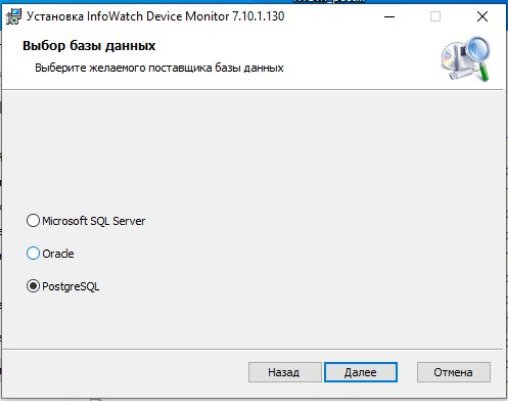 Установка InfoWatch Device Monitor 7.10.1.130
Выбор базы данных
Выберите желаемого поставщика базы данных
Microsoft SQL Server
Oracle
PostgreSQL
Назад
Далее
Отмена